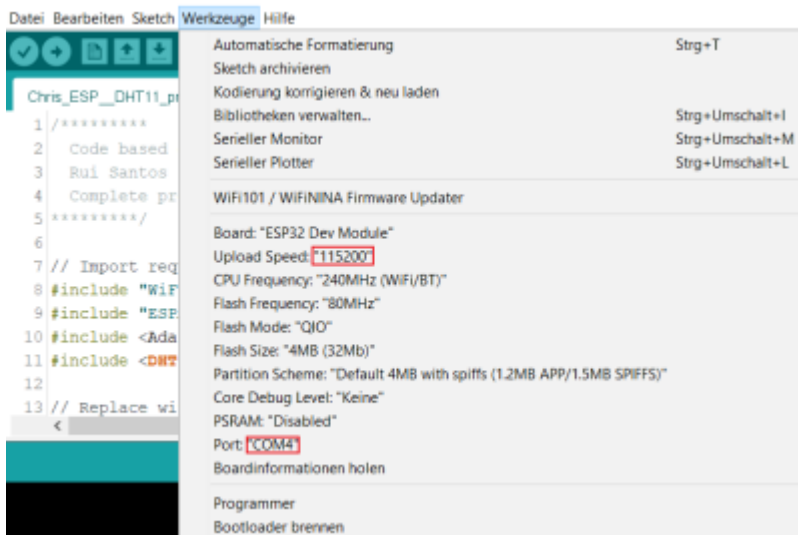 Datei Bearbeiten Sketch Werkzeuge Hilfe
Chris_ESP__DHT11_pr
1 /*********
2 Code based
3 Rui Santos
4 Complete pr
5 *********/
6
7 // Import req
8 #include "WiF
9 #include "ESP
10 #include <Ada
11 #include <DHT
12
13 // Replace wi
Automatische Formatierung Strg+T
Sketch archivieren
Kodierung korrigieren & neu laden
Bibliotheken verwalten... Strg+Umschalt+I
Serieller Monitor Strg+Umschalt+M
Serieller Plotter Strg+Umschalt+L
WiFi101 / WiFiNINA Firmware Updater
Board: "ESP32 Dev Module"
Upload Speed: "115200"
CPU Frequency: "240MHz (WiFi/BT)"
Flash Frequency: "80MHz"
Flash Mode: "QIO"
Flash Size: "4MB (32Mb)"
Partition Scheme: "Default 4MB with spiffs (1.2MB APP/1.5MB SPIFFS)"
Core Debug Level: "Keine"
PSRAM: "Disabled"
Port: "COM4"
Boardinformationen holen
Programmer
Bootloader brennen